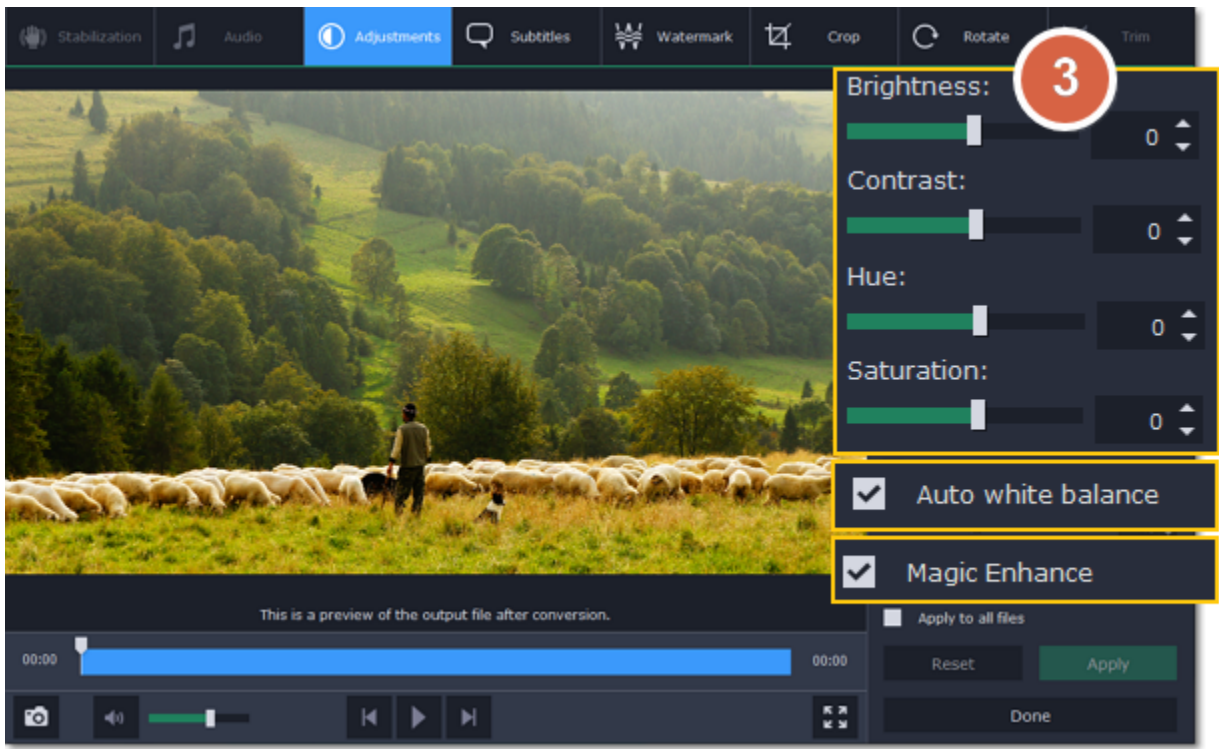 Stabilization
Audio
Adjustments
Subtitles
Watermark
Crop
Rotate
Trim
3
Brightness:
0
Contrast:
0
Hue:
0
Saturation:
0
Auto white balance
Magic Enhance
This is a preview of the output file after conversion.
Apply to all files
00:00
00:00
Reset
Apply
Done